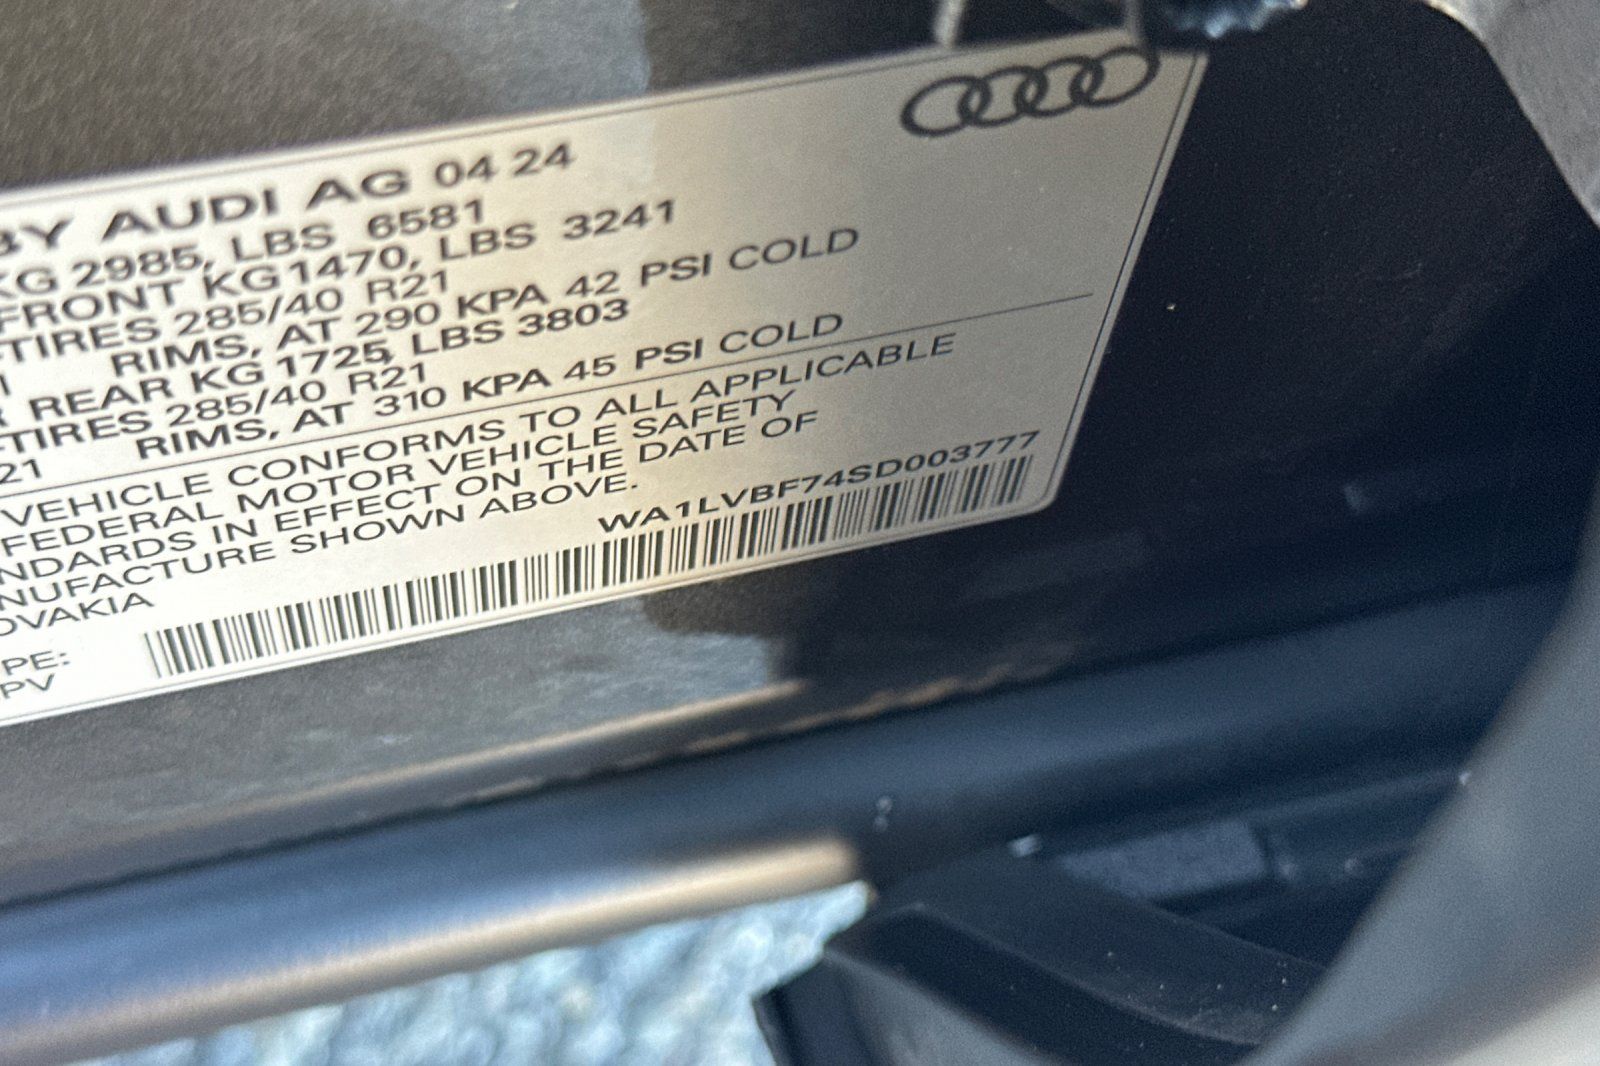 BY AUDI AG 04 24
KG 2985, LBS 6581
FRONT KG 1470, LBS 3241
TIRES 285/40 R21
RIMS, AT 290 KPA 42 PSI COLD
REAR KG 1725, LBS 3803
TIRES 285/40 R21
21 RIMS, AT 310 KPA 45 PSI COLD
VEHICLE CONFORMS TO ALL APPLICABLE
FEDERAL MOTOR VEHICLE SAFETY
NDARDS IN EFFECT ON THE DATE OF
NUFACTURE SHOWN ABOVE.
WA1LVBF74SD003777
OVAKIA
PE:
PV